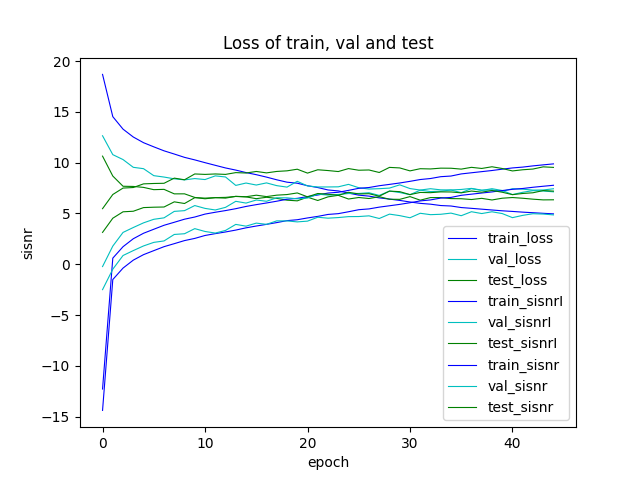 Loss of train, val and test
20
15
10
5
0
−5
−10
−15
sisnr
0 10 20 30 40
epoch
train_loss
val_loss
test_loss
train_sisnrI
val_sisnrI
test_sisnrI
train_sisnr
val_sisnr
test_sisnr